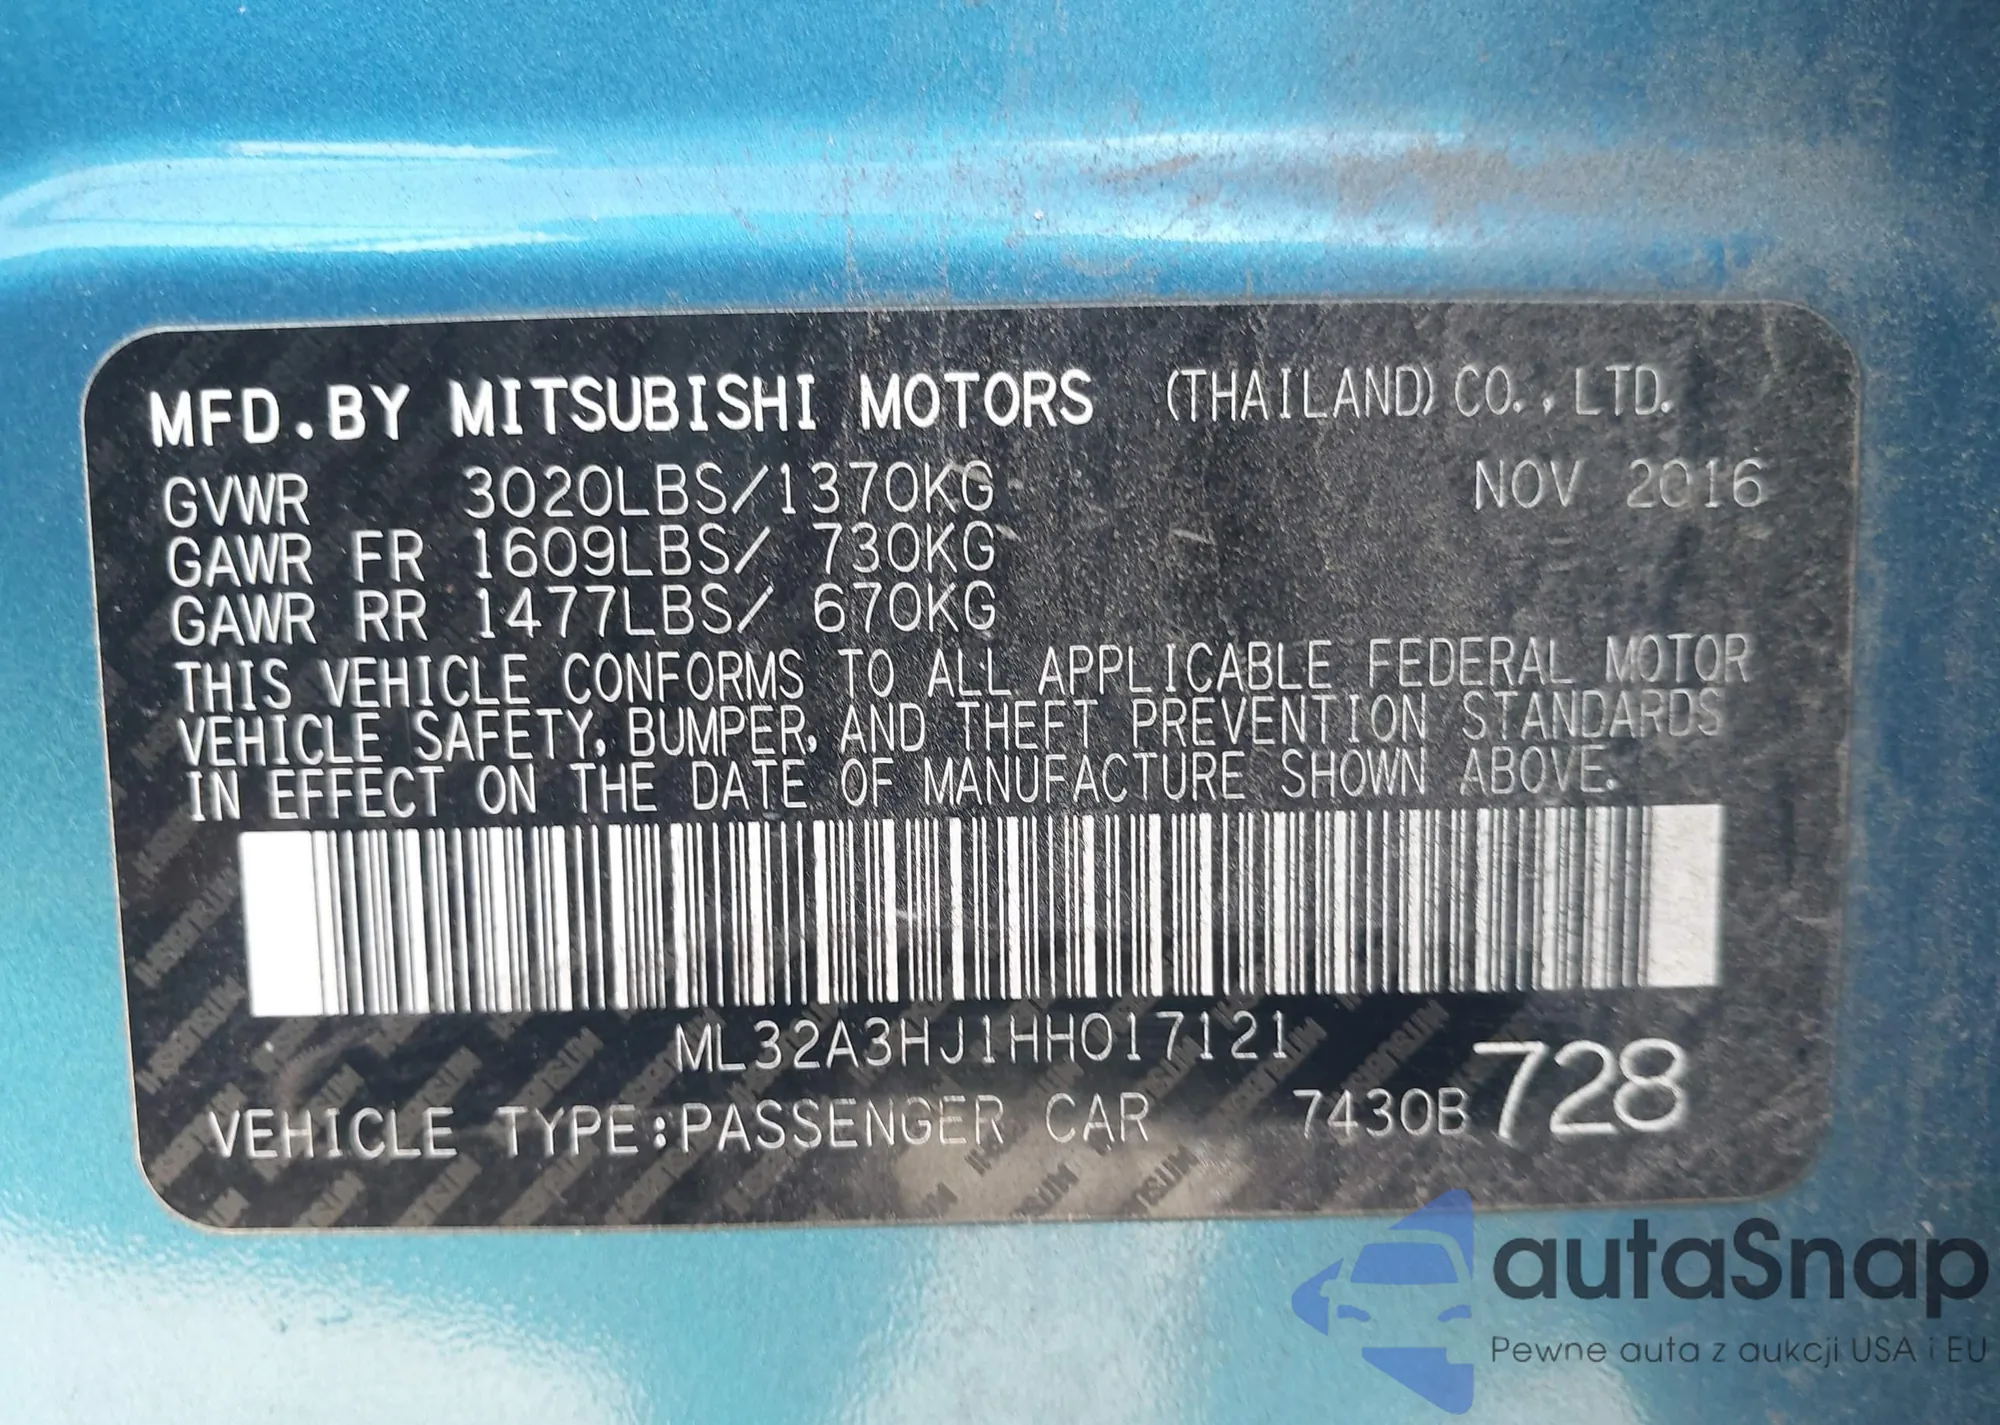 MFD.BY MITSUBISHI MOTORS (THAILAND) CO., LTD.
GVWR 3020LBS/1370KG NOV 2016
GAWR FR 1609LBS/ 730KG
GAWR RR 1477LBS/ 670KG
THIS VEHICLE CONFORMS TO ALL APPLICABLE FEDERAL MOTOR
VEHICLE SAFETY, BUMPER, AND THEFT PREVENTION STANDARDS
IN EFFECT ON THE DATE OF MANUFACTURE SHOWN ABOVE.
ML32A3HJ1HH017121
VEHICLE TYPE:PASSENGER CAR 7430B 728
autaSnap
Pewne auta z aukcji USA i EU